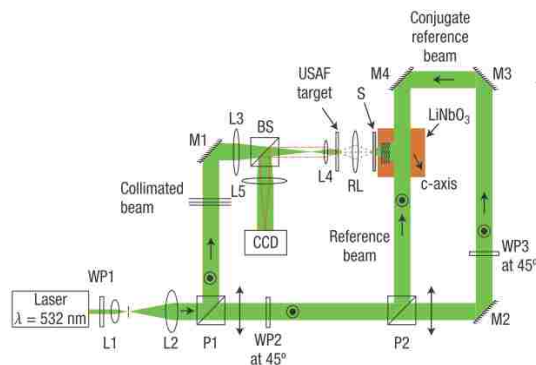 Conjugate
reference
beam
USAF
target
S
M4
M3
LiNbO3
L3
BS
M1
L4
RL
c-axis
L5
Collimated
beam
CCD
Reference
beam
WP3
at 45º
WP1
Laser
λ = 532 nm
L1
L2
P1
WP2
at 45º
P2
M2